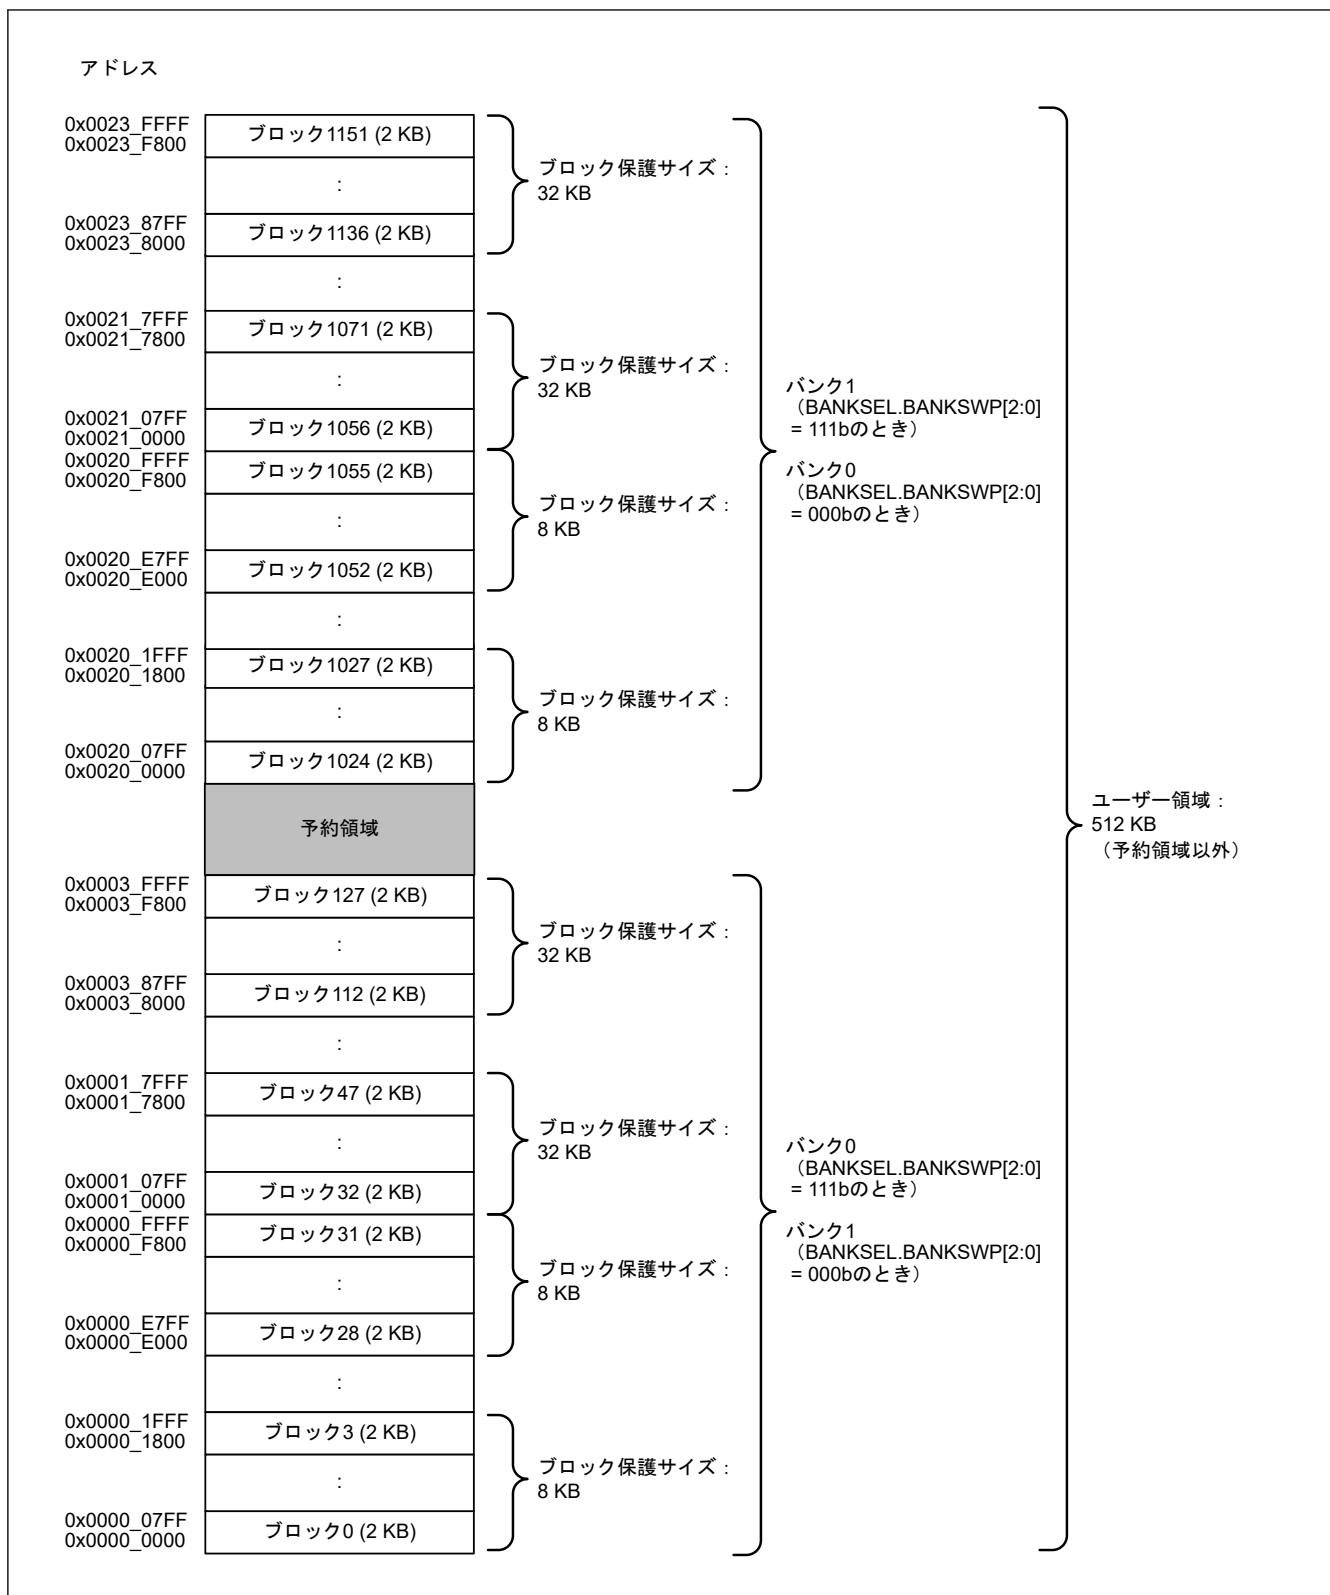 アドレス
0x0023_FFFF
0x0023_F800
ブロック1151 (2 KB)
:
ブロック保護サイズ：
32 KB
0x0023_87FF
0x0023_8000
ブロック1136 (2 KB)
:
0x0021_7FFF
0x0021_7800
ブロック1071 (2 KB)
:
ブロック保護サイズ：
32 KB
0x0021_07FF
0x0021_0000
ブロック1056 (2 KB)
0x0020_FFFF
0x0020_F800
ブロック1055 (2 KB)
:
ブロック保護サイズ：
8 KB
0x0020_E7FF
0x0020_E000
ブロック1052 (2 KB)
:
0x0020_1FFF
0x0020_1800
ブロック1027 (2 KB)
:
ブロック保護サイズ：
8 KB
0x0020_07FF
0x0020_0000
ブロック1024 (2 KB)
バンク1
（BANKSEL.BANKSWP[2:0]
= 111bのとき）
バンク0
（BANKSEL.BANKSWP[2:0]
= 000bのとき）
予約領域
ユーザー領域：
512 KB
（予約領域以外）
0x0003_FFFF
0x0003_F800
ブロック127 (2 KB)
:
ブロック保護サイズ：
32 KB
0x0003_87FF
0x0003_8000
ブロック112 (2 KB)
:
0x0001_7FFF
0x0001_7800
ブロック47 (2 KB)
:
ブロック保護サイズ：
32 KB
0x0001_07FF
0x0001_0000
ブロック32 (2 KB)
0x0000_FFFF
0x0000_F800
ブロック31 (2 KB)
:
ブロック保護サイズ：
8 KB
0x0000_E7FF
0x0000_E000
ブロック28 (2 KB)
:
0x0000_1FFF
0x0000_1800
ブロック3 (2 KB)
:
ブロック保護サイズ：
8 KB
0x0000_07FF
0x0000_0000
ブロック0 (2 KB)
バンク0
（BANKSEL.BANKSWP[2:0]
= 111bのとき）
バンク1
（BANKSEL.BANKSWP[2:0]
= 000bのとき）